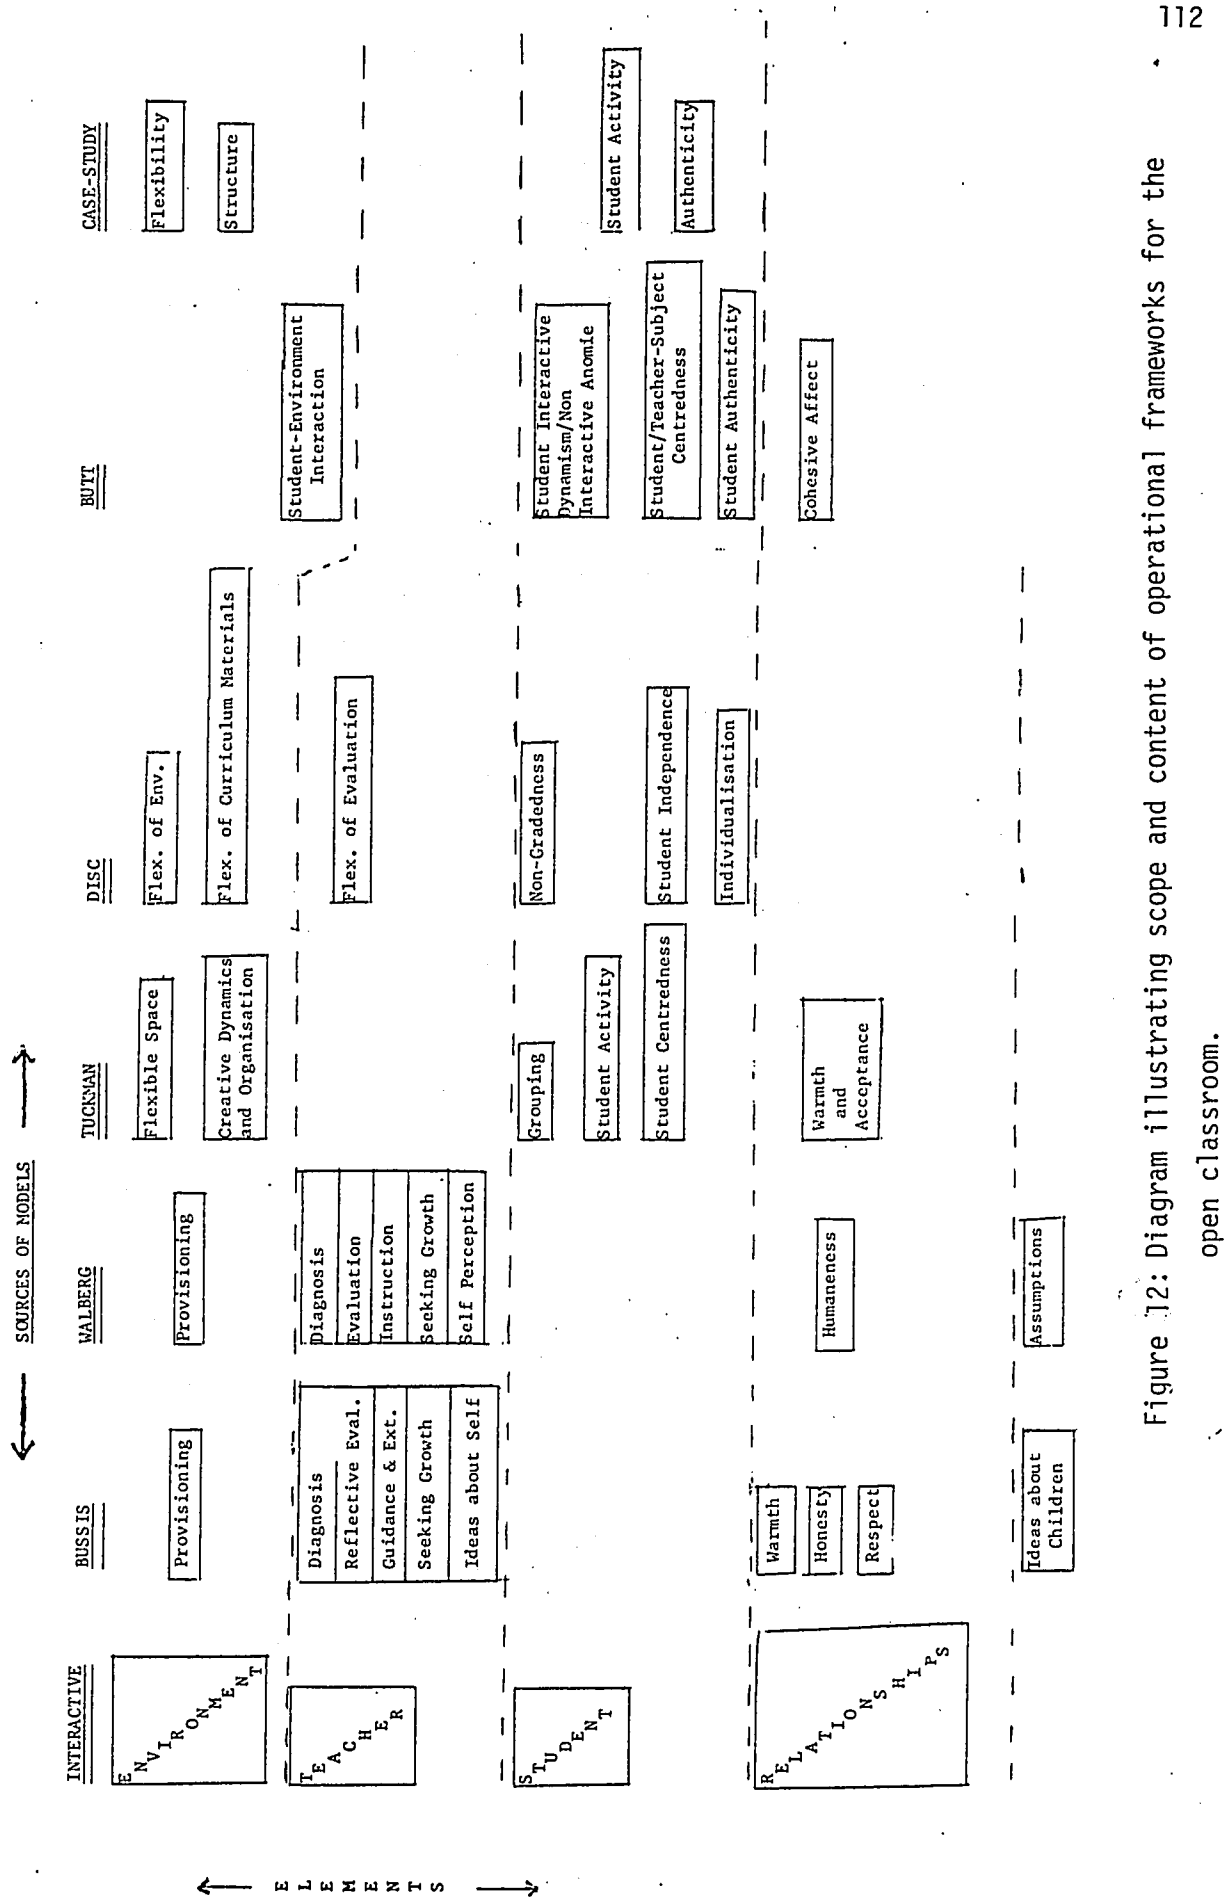 112
SOURCES OF MODELS
INTERACTIVE
BUSSIS
WALBERG
TUCKMAN
DISC
BUTT
CASE-STUDY
ELEMENTS
ENVIRONMENT
Provisioning
Provisioning
Flexible Space
Creative Dynamics
and Organisation
Flex. of Env.
Flex. of Curriculum Materials
Student-Environment
Interaction
Flexibility
Structure
TEACHER
Diagnosis
Reflective Eval.
Guidance & Ext.
Seeking Growth
Ideas about Self
Diagnosis
Evaluation
Instruction
Seeking Growth
Self Perception
Flex. of Evaluation
STUDENT
Grouping
Student Activity
Student Centredness
Non-Gradedness
Student Independence
Individualisation
Student Interactive
Dynamism/Non
Interactive Anomie
Student/Teacher-Subject
Centredness
Student Authenticity
Student Activity
Authenticity
RELATIONSHIPS
Warmth
Honesty
Respect
Humaneness
Warmth
and
Acceptance
Cohesive Affect
Ideas about
Children
Assumptions
Figure 12: Diagram illustrating scope and content of operational frameworks for the
open classroom.